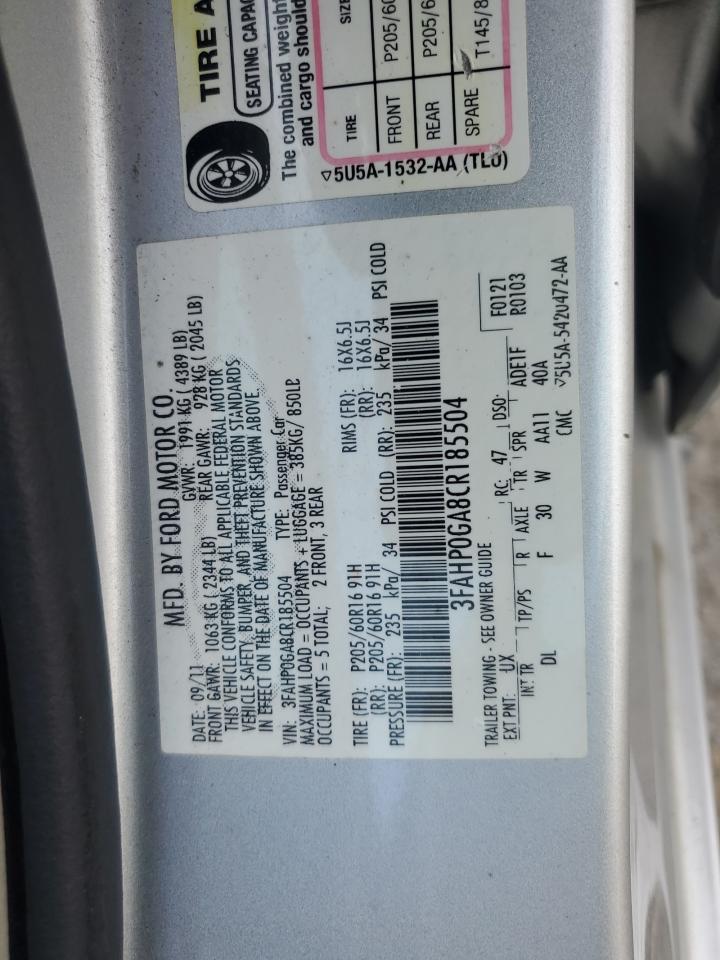 MFD. BY FORD MOTOR CO.
DATE: 09/11 GVWR: 1991 KG ( 4389 LB)
FRONT GAWR: 1063 KG ( 2344 LB) REAR GAWR: 928 KG ( 2045 LB)
THIS VEHICLE CONFORMS TO ALL APPLICABLE FEDERAL MOTOR
VEHICLE SAFETY, BUMPER, AND THEFT PREVENTION STANDARDS
IN EFFECT ON THE DATE OF MANUFACTURE SHOWN ABOVE.
VIN: 3FAHP0GA8CR185504 TYPE: Passenger Car
MAXIMUM LOAD = OCCUPANTS + LUGGAGE = 385KG/ 850LB
OCCUPANTS = 5 TOTAL; 2 FRONT, 3 REAR
TIRE (FR): P205/60R16 91H RIMS (FR): 16X6.5J
(RR): P205/60R16 91H (RR): 16X6.5J
PRESSURE (FR): 235 kPa/ 34 PSI COLD (RR): 235 kPa/ 34 PSI COLD
3FAHP0GA8CR185504
TRAILER TOWING - SEE OWNER GUIDE
EXT PNT: UX RC: 47 DSO: F0121
INT TR TP/PS R AXLE TR SPR ADE1F R0103
DL F 30 W AA11 40A
CMC ▽5U5A-5420472-AA
TIRE A
SEATING CAPAC
The combined weight
and cargo should
TIRE SIZE
FRONT P205/60
REAR P205/6
SPARE T145/8
▽5U5A-1532-AA (TLO)